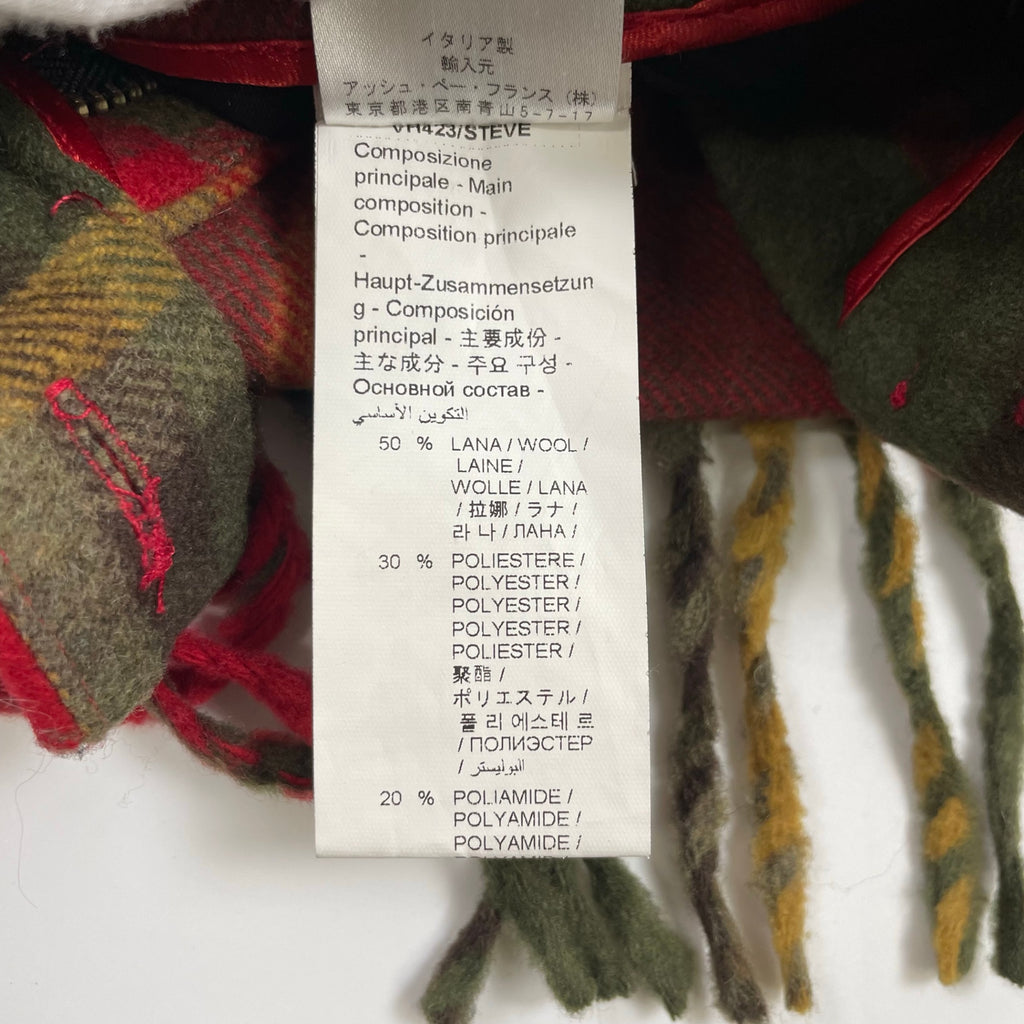 イタリア製
輸入元
アッシュ・ペー・フランス (株)
東京都港区南青山5-7-17
VH423/STEVE
Composizione
principale - Main
composition -
Composition principale
-
Haupt-Zusammensetzun
g - Composición
principal - 主要成份 -
主な成分 - 주요 구성 -
Основной состав -
التكوين الأساسي
50 % LANA / WOOL /
LAINE /
WOLLE / LANA
/ 拉娜 / ラナ /
라 나 / ЛАНА /
30 % POLIESTERE /
POLYESTER /
POLYESTER /
POLYESTER /
POLIESTER /
聚酯 /
ポリエステル /
폴 리 에스테 르
/ ПОЛИЭСТЕР
/ البوليستر
20 % POLIAMIDE /
POLYAMIDE /
POLYAMIDE /